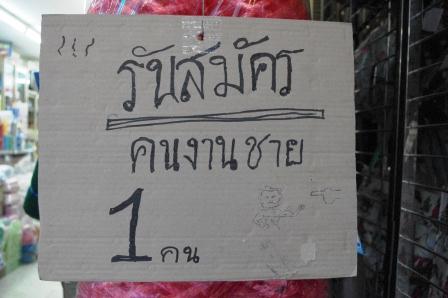 รับสมัคร
คนงานชาย
1 คน